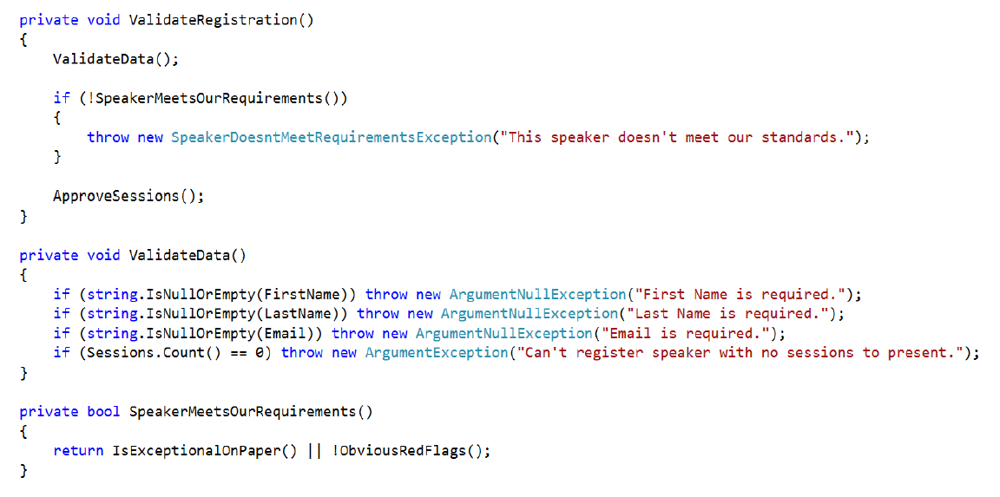 private void ValidateRegistration()
{
    ValidateData();

    if (!SpeakerMeetsOurRequirements())
    {
        throw new SpeakerDoesntMeetRequirementsException("This speaker doesn't meet our standards.");
    }

    ApproveSessions();
}

private void ValidateData()
{
    if (string.IsNullOrEmpty(FirstName)) throw new ArgumentNullException("First Name is required.");
    if (string.IsNullOrEmpty(LastName)) throw new ArgumentNullException("Last Name is required.");
    if (string.IsNullOrEmpty(Email)) throw new ArgumentNullException("Email is required.");
    if (Sessions.Count() == 0) throw new ArgumentException("Can't register speaker with no sessions to present.");
}

private bool SpeakerMeetsOurRequirements()
{
    return IsExceptionalOnPaper() || !ObviousRedFlags();
}